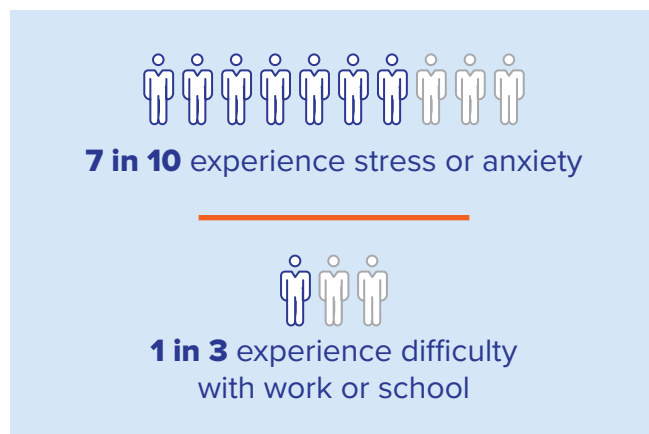 7 in 10 experience stress or anxiety
1 in 3 experience difficulty
with work or school